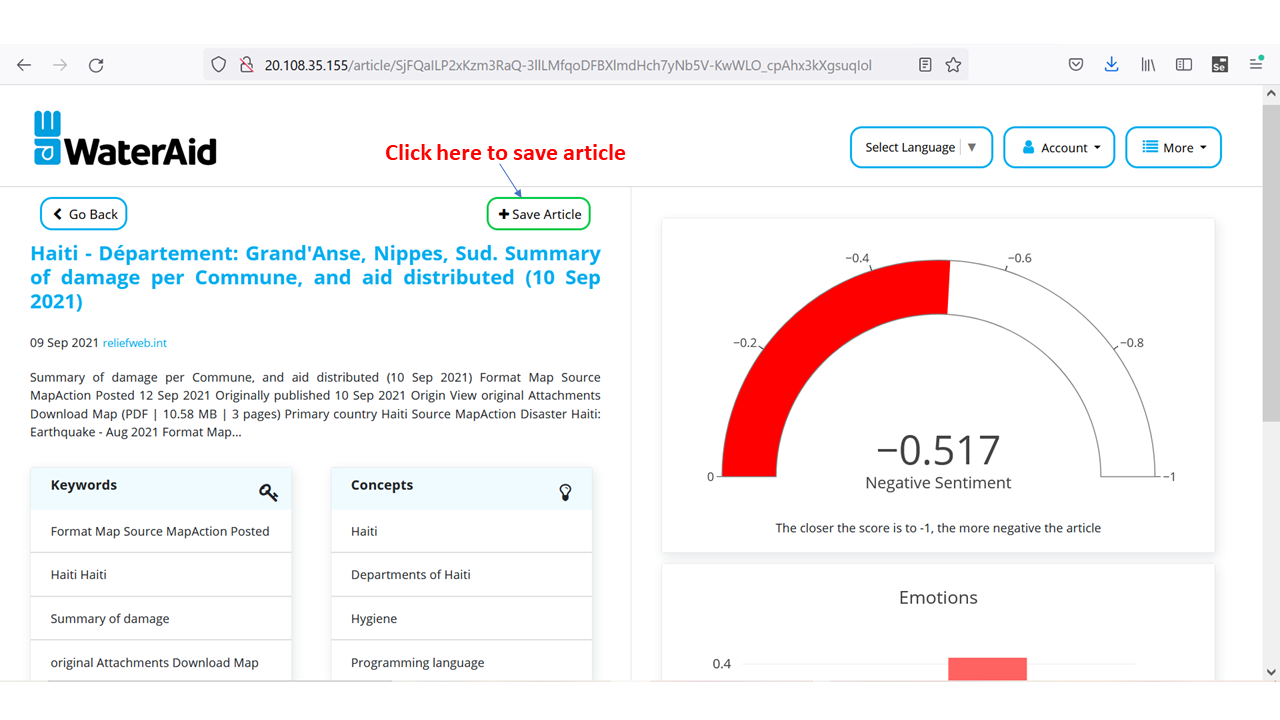 20.108.35.155/article/SjFQaILP2xKzm3RaQ-3llLMfqoDFBXlmdHch7yNb5V-KwWLO_cpAhx3kXgsuqIol
Se
WaterAid
Click here to save article
Select Language ▼
Account
More
Go Back
+ Save Article
Haiti - Département: Grand'Anse, Nippes, Sud. Summary
of damage per Commune, and aid distributed (10 Sep
2021)
09 Sep 2021 reliefweb.int
Summary of damage per Commune, and aid distributed (10 Sep 2021) Format Map Source
MapAction Posted 12 Sep 2021 Originally published 10 Sep 2021 Origin View original Attachments
Download Map (PDF | 10.58 MB | 3 pages) Primary country Haiti Source MapAction Disaster Haiti:
Earthquake - Aug 2021 Format Map...
Keywords
Format Map Source MapAction Posted
Haiti Haiti
Summary of damage
original Attachments Download Map
Concepts
Haiti
Departments of Haiti
Hygiene
Programming language
−0.4
−0.6
−0.2
−0.8
0
−1
−0.517
Negative Sentiment
The closer the score is to -1, the more negative the article
Emotions
0.4